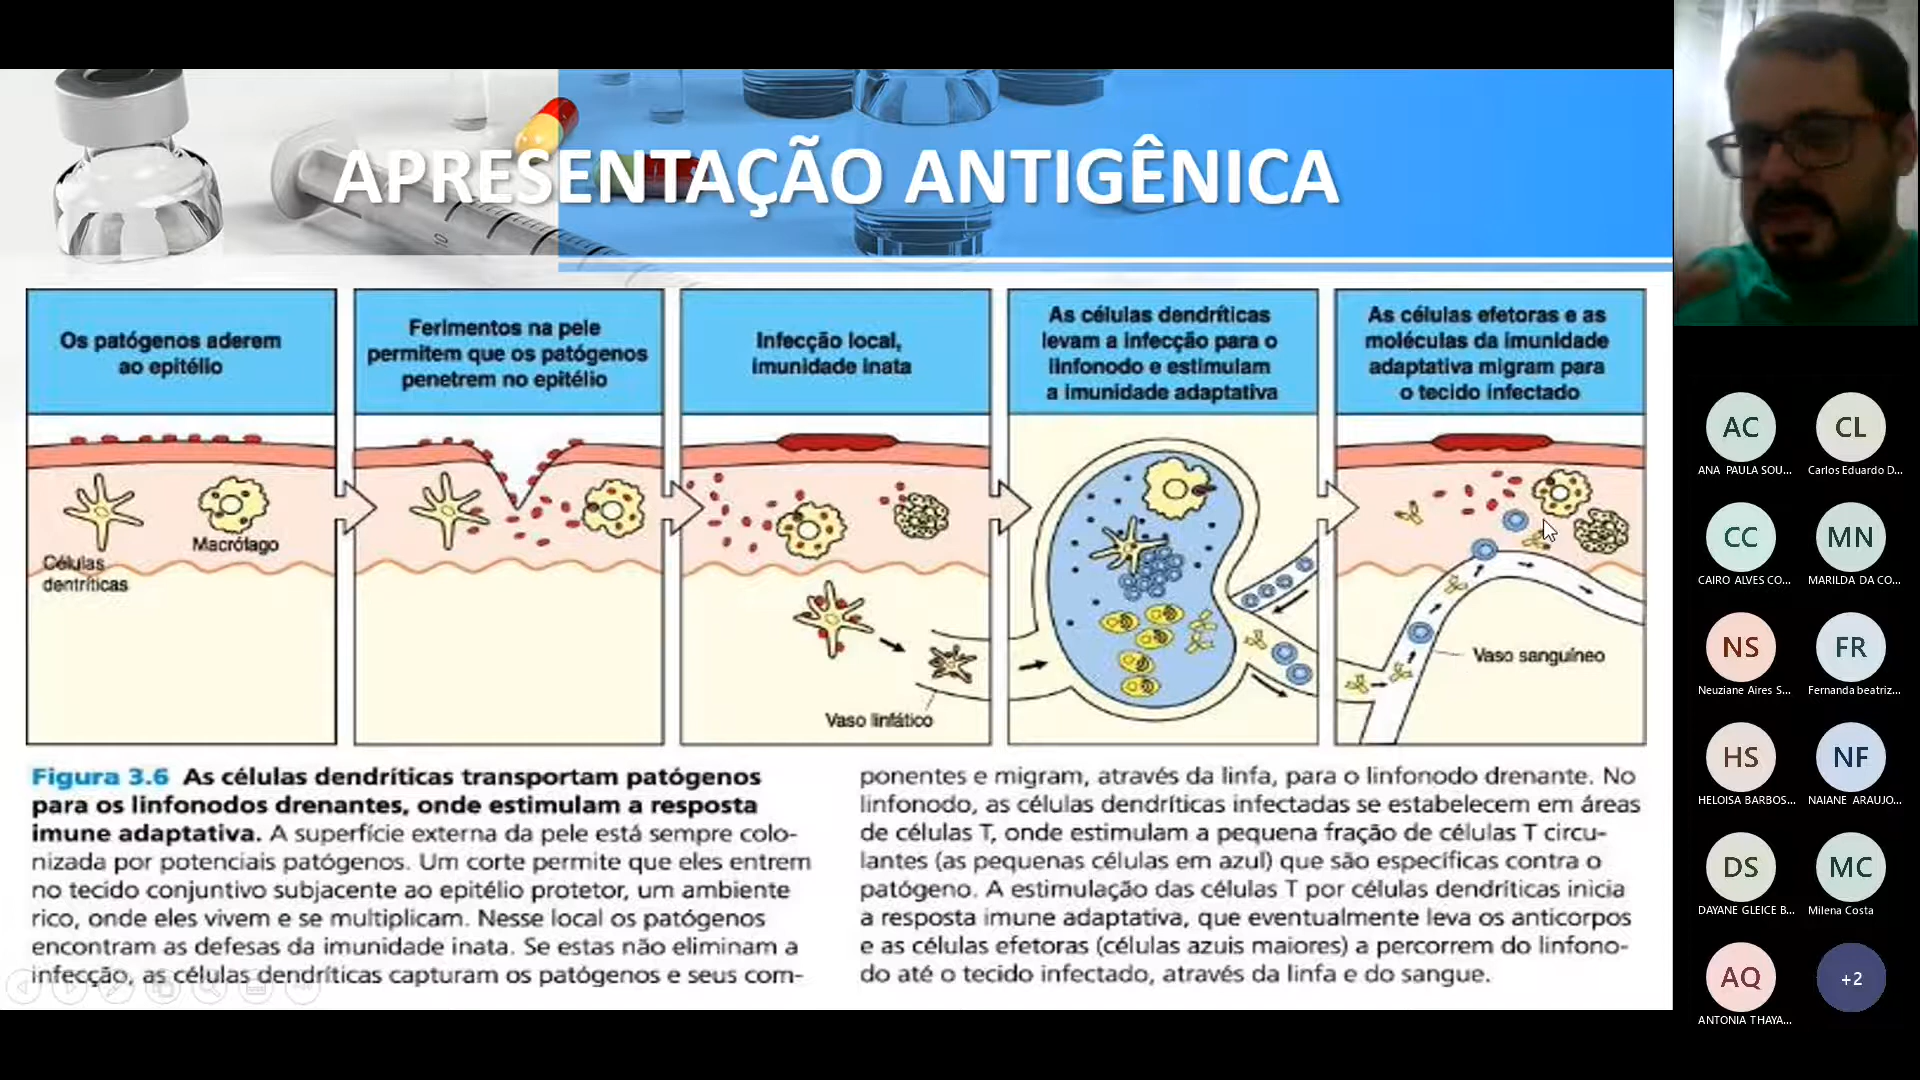 APRESENTAÇÃO ANTIGÊNICA
Os patógenos aderem
ao epitélio
Ferimentos na pele
permitem que os patógenos
penetrem no epitélio
Infecção local,
imunidade inata
As células dendríticas
levam a infecção para o
linfonodo e estimulam
a imunidade adaptativa
As células efetoras e as
moléculas da imunidade
adaptativa migram para
o tecido infectado
Células
dentríticas
Macrófago
Vaso linfático
Vaso sanguíneo
Figura 3.6 As células dendríticas transportam patógenos
para os linfonodos drenantes, onde estimulam a resposta
imune adaptativa. A superfície externa da pele está sempre colo-
nizada por potenciais patógenos. Um corte permite que eles entrem
no tecido conjuntivo subjacente ao epitélio protetor, um ambiente
rico, onde eles vivem e se multiplicam. Nesse local os patógenos
encontram as defesas da imunidade inata. Se estas não eliminam a
infecção, as células dendríticas capturam os patógenos e seus com-
ponentes e migram, através da linfa, para o linfonodo drenante. No
linfonodo, as células dendríticas infectadas se estabelecem em áreas
de células T, onde estimulam a pequena fração de células T circu-
lantes (as pequenas células em azul) que são específicas contra o
patógeno. A estimulação das células T por células dendríticas inicia
a resposta imune adaptativa, que eventualmente leva os anticorpos
e as células efetoras (células azuis maiores) a percorrem do linfono-
do até o tecido infectado, através da linfa e do sangue.
AC
ANA PAULA SOU...
CL
Carlos Eduardo D...
CC
CAIRO ALVES CO...
MN
MARILDA DA CO...
NS
Neuziane Aires S...
FR
Fernanda beatriz...
HS
HELOISA BARBOS...
NF
NAIANE ARAUJO...
DS
DAYANE GLEICE B...
MC
Milena Costa
AQ
ANTONIA THAYA...
+2
10